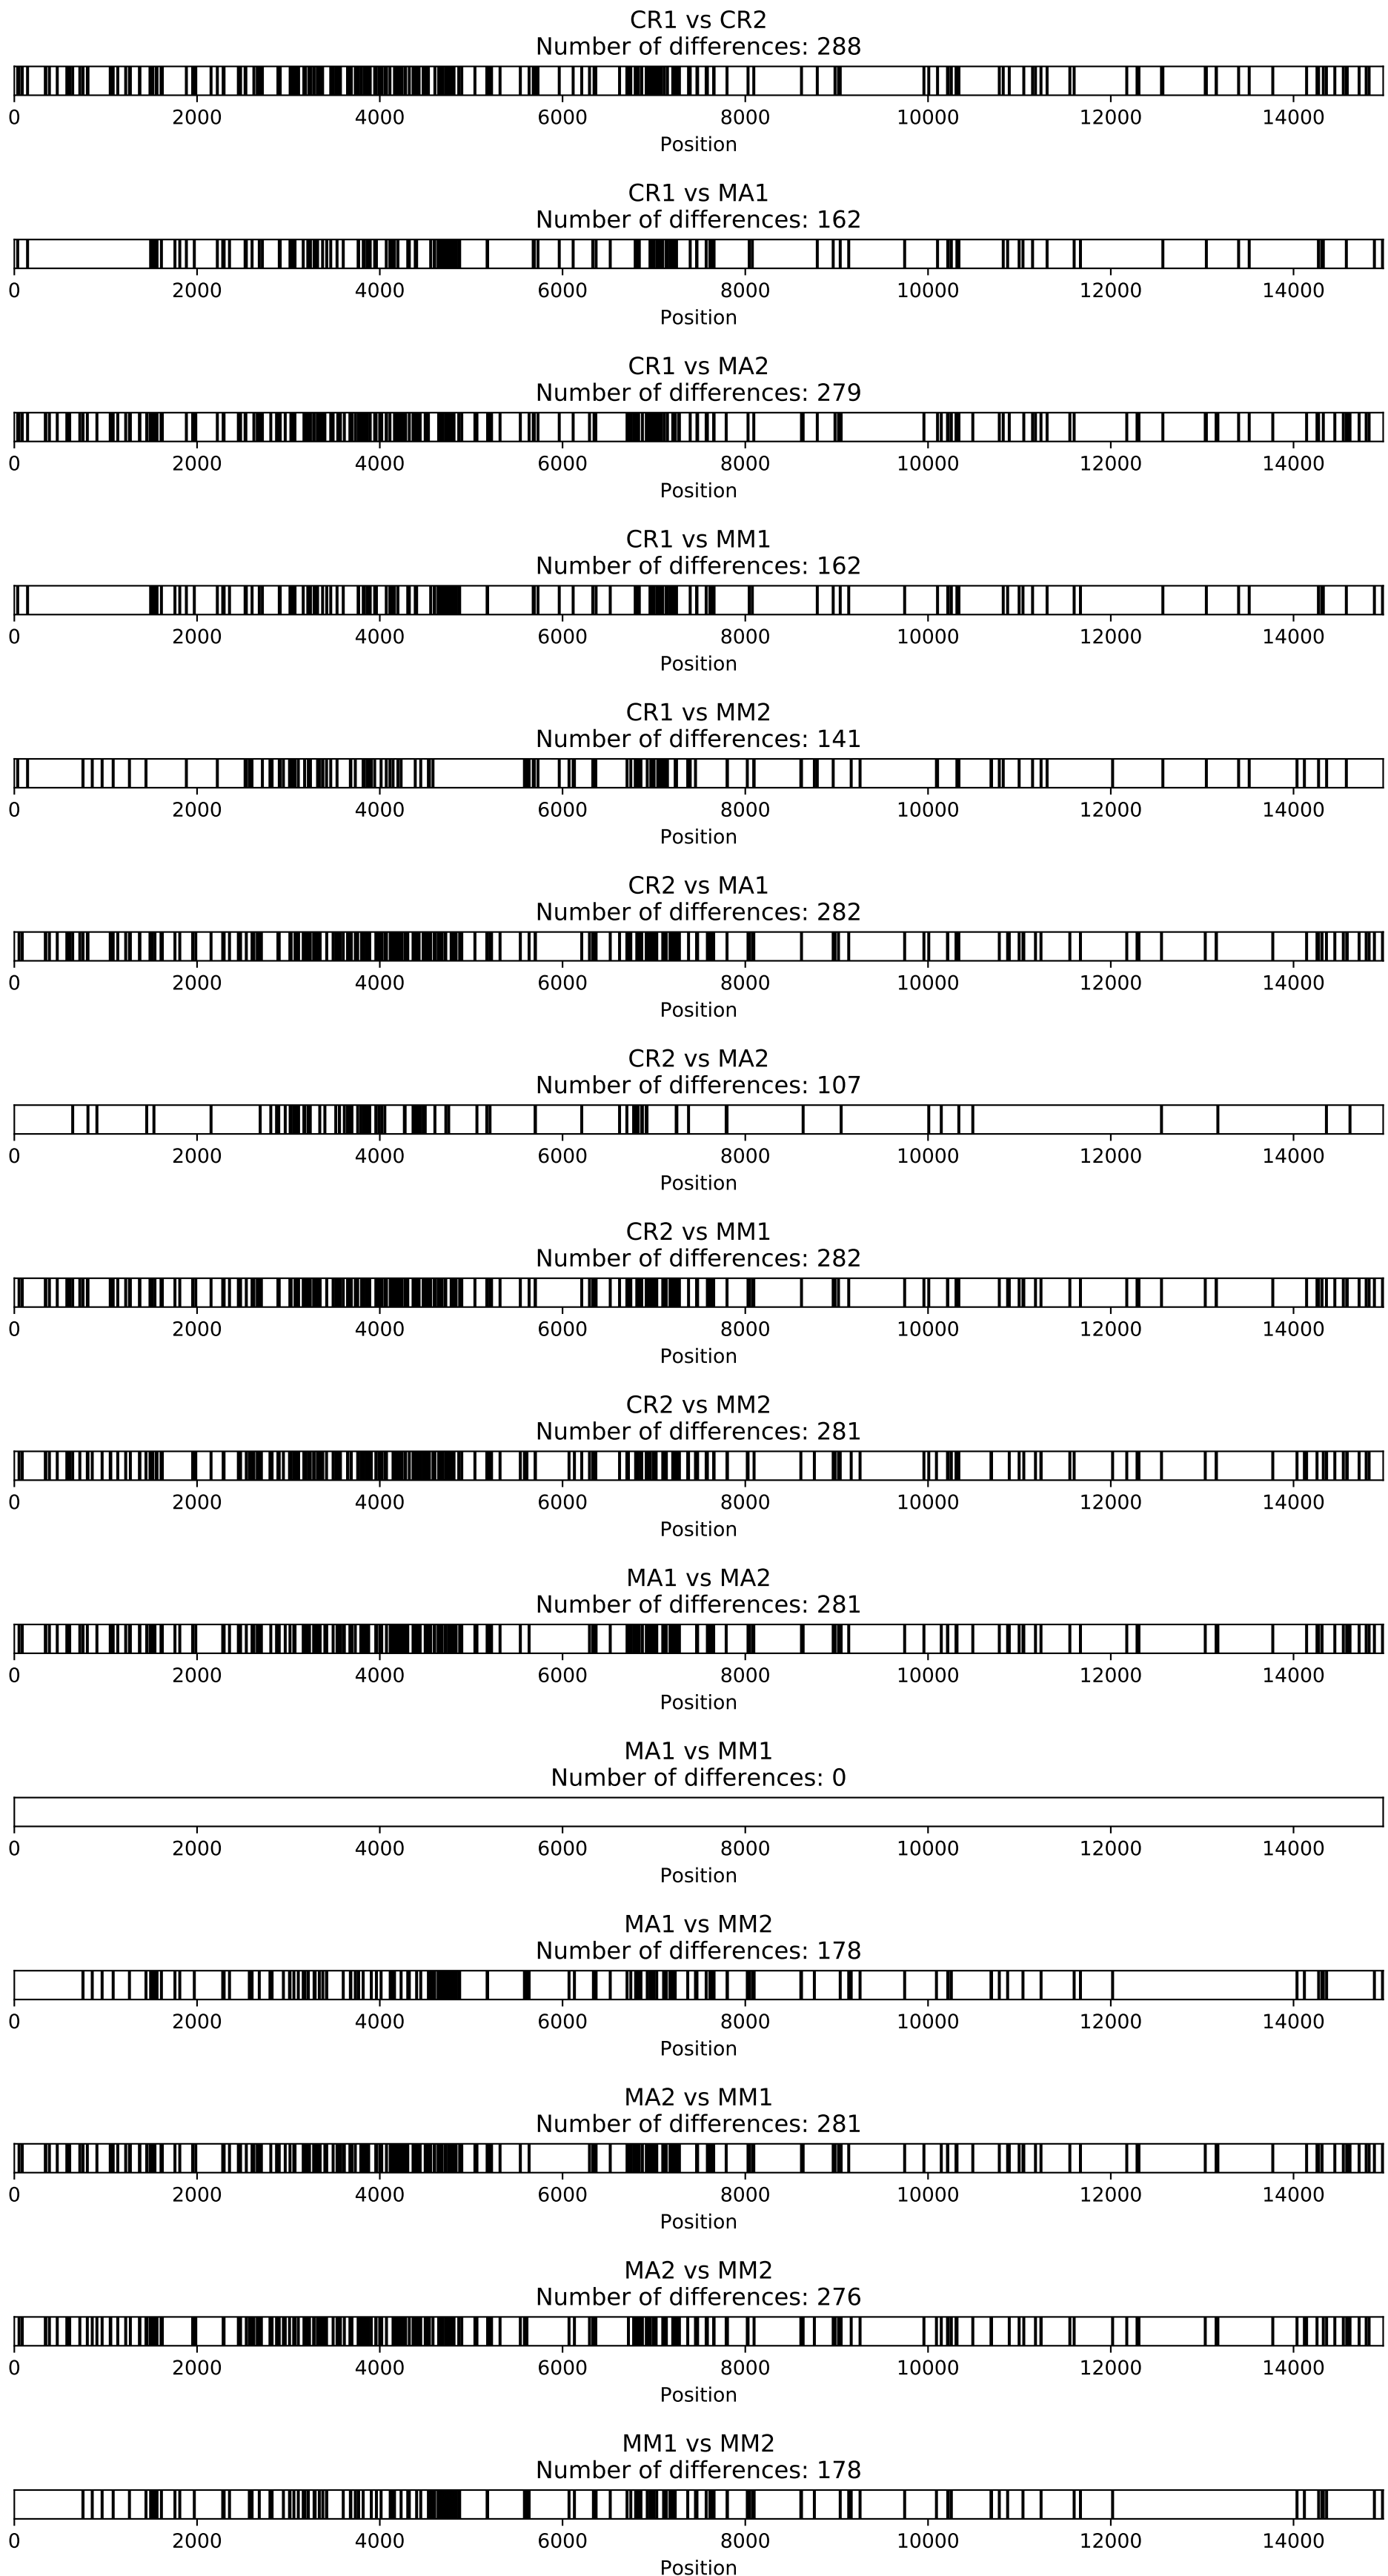 CR1 vs CR2
Number of differences: 288
0 2000 4000 6000 8000 10000 12000 14000
Position
CR1 vs MA1
Number of differences: 162
0 2000 4000 6000 8000 10000 12000 14000
Position
CR1 vs MA2
Number of differences: 279
0 2000 4000 6000 8000 10000 12000 14000
Position
CR1 vs MM1
Number of differences: 162
0 2000 4000 6000 8000 10000 12000 14000
Position
CR1 vs MM2
Number of differences: 141
0 2000 4000 6000 8000 10000 12000 14000
Position
CR2 vs MA1
Number of differences: 282
0 2000 4000 6000 8000 10000 12000 14000
Position
CR2 vs MA2
Number of differences: 107
0 2000 4000 6000 8000 10000 12000 14000
Position
CR2 vs MM1
Number of differences: 282
0 2000 4000 6000 8000 10000 12000 14000
Position
CR2 vs MM2
Number of differences: 281
0 2000 4000 6000 8000 10000 12000 14000
Position
MA1 vs MA2
Number of differences: 281
0 2000 4000 6000 8000 10000 12000 14000
Position
MA1 vs MM1
Number of differences: 0
0 2000 4000 6000 8000 10000 12000 14000
Position
MA1 vs MM2
Number of differences: 178
0 2000 4000 6000 8000 10000 12000 14000
Position
MA2 vs MM1
Number of differences: 281
0 2000 4000 6000 8000 10000 12000 14000
Position
MA2 vs MM2
Number of differences: 276
0 2000 4000 6000 8000 10000 12000 14000
Position
MM1 vs MM2
Number of differences: 178
0 2000 4000 6000 8000 10000 12000 14000
Position